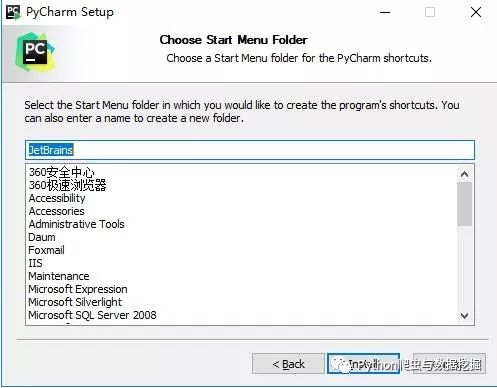 PyCharm Setup
PC
Choose Start Menu Folder
Choose a Start Menu folder for the PyCharm shortcuts.
Select the Start Menu folder in which you would like to create the program's shortcuts. You
can also enter a name to create a new folder.
JetBrains
360安全中心
360极速浏览器
Accessibility
Accessories
Administrative Tools
Daum
Foxmail
IIS
Maintenance
Microsoft Expression
Microsoft Silverlight
Microsoft SQL Server 2008
< Back
Install
Python爬虫与数据挖掘